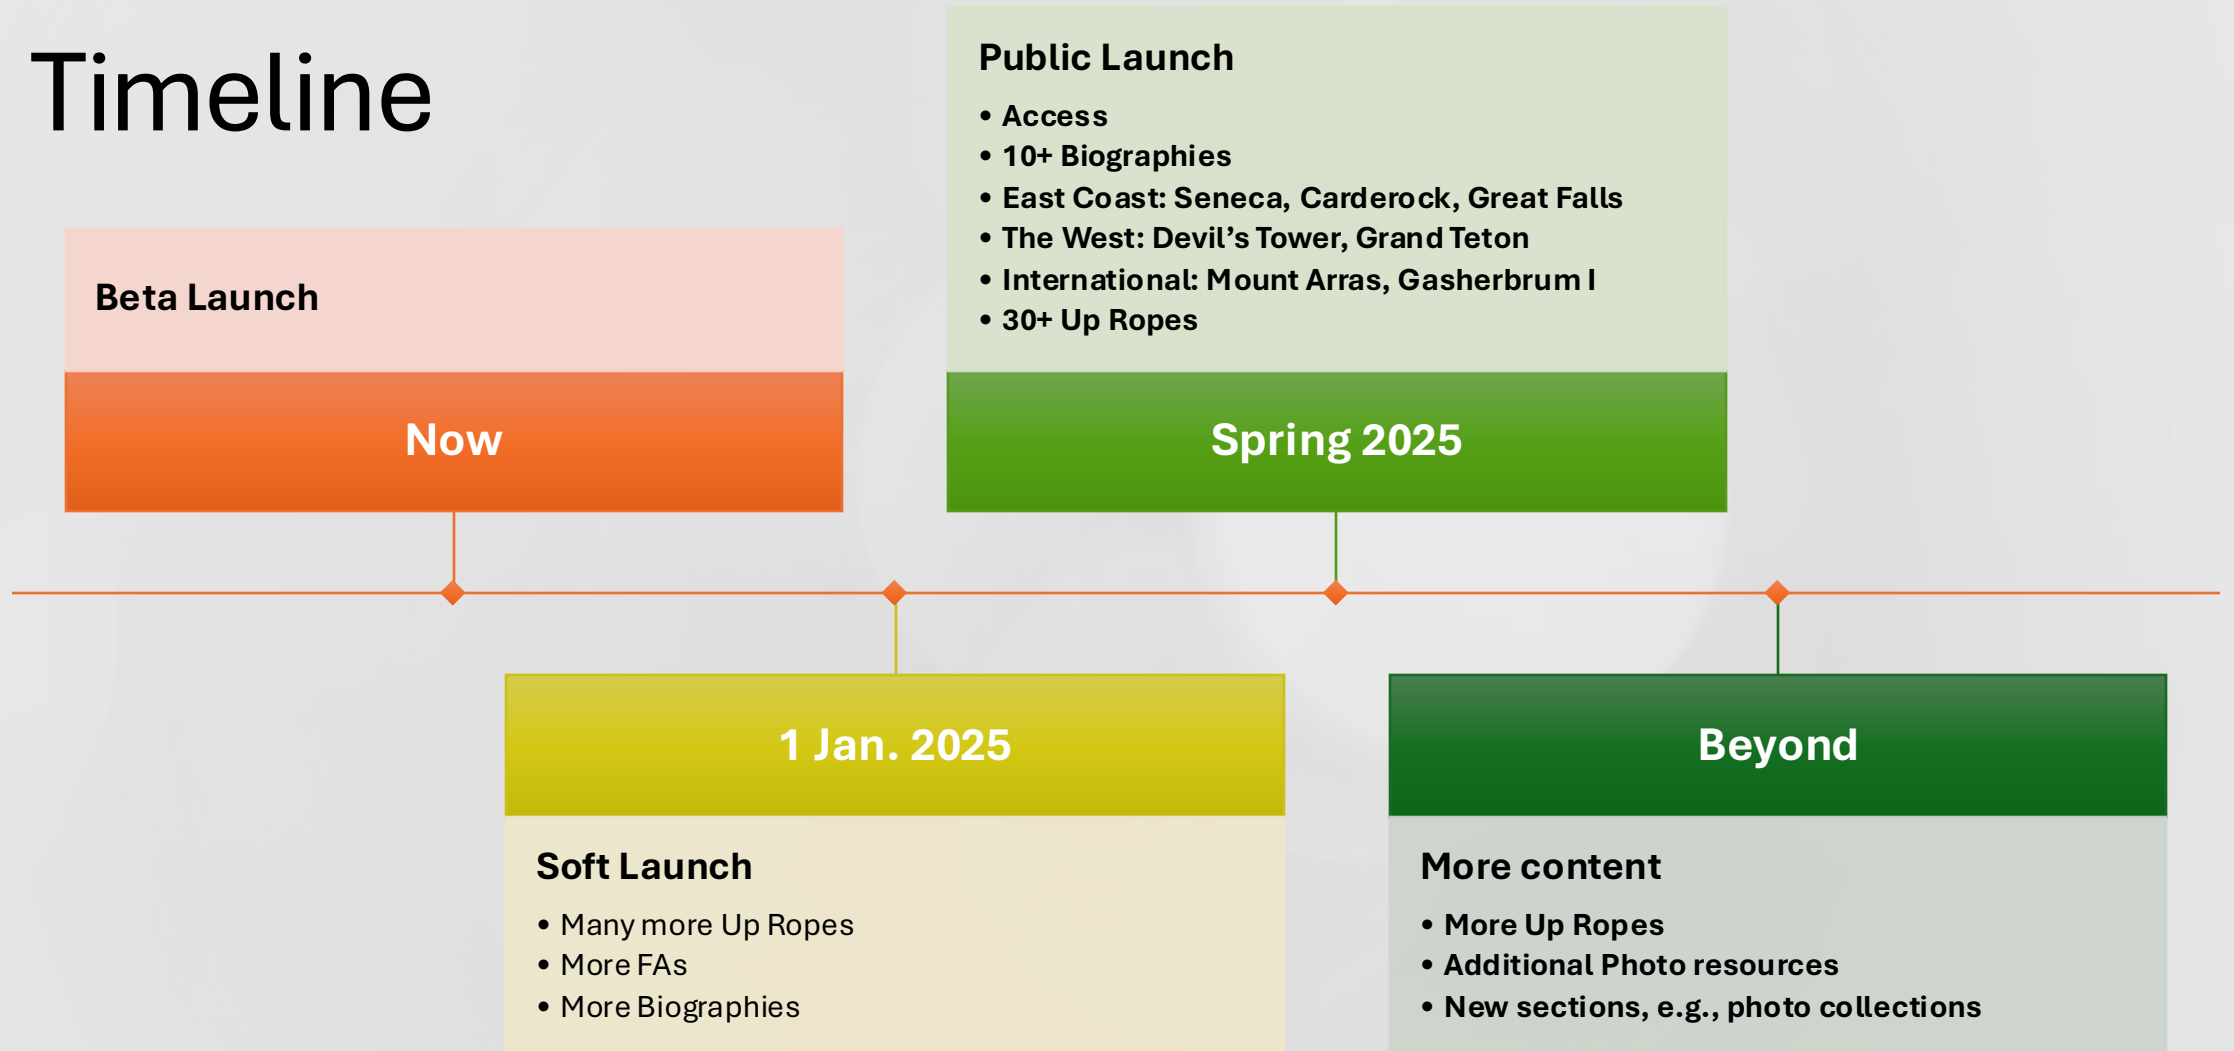 Timeline
Beta Launch
Now
1 Jan. 2025
Soft Launch
• Many more Up Ropes
• More FAs
• More Biographies
Public Launch
• Access
• 10+ Biographies
• East Coast: Seneca, Carderock, Great Falls
• The West: Devil’s Tower, Grand Teton
• International: Mount Arras, Gasherbrum I
• 30+ Up Ropes
Spring 2025
Beyond
More content
• More Up Ropes
• Additional Photo resources
• New sections, e.g., photo collections